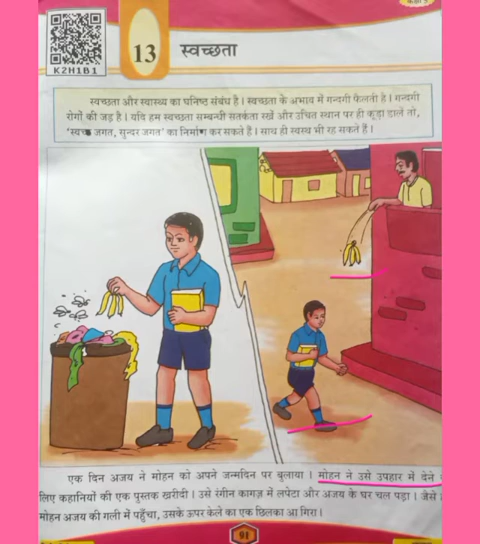 K2H1B1
13
स्वच्छता
स्वच्छता और स्वास्थ्य का घनिष्ठ संबंध है। स्वच्छता के अभाव में गन्दगी फैलती है। गन्दगी
रोगों की जड़ है। यदि हम स्वच्छता सम्बन्धी सतर्कता रखें और उचित स्थान पर ही कूड़ा डालें तो,
'स्वच्छ जगत, सुन्दर जगत' का निर्माण कर सकते हैं। साथ ही स्वस्थ भी रह सकते हैं।
एक दिन अजय ने मोहन को अपने जन्मदिन पर बुलाया। मोहन ने उसे उपहार में देने
लिए कहानियों की एक पुस्तक खरीदी। उसे रंगीन कागज़ में लपेटा और अजय के घर चल पड़ा। जैसे
मोहन अजय की गली में पहुँचा, उसके ऊपर केले का एक छिलका आ गिरा।
91